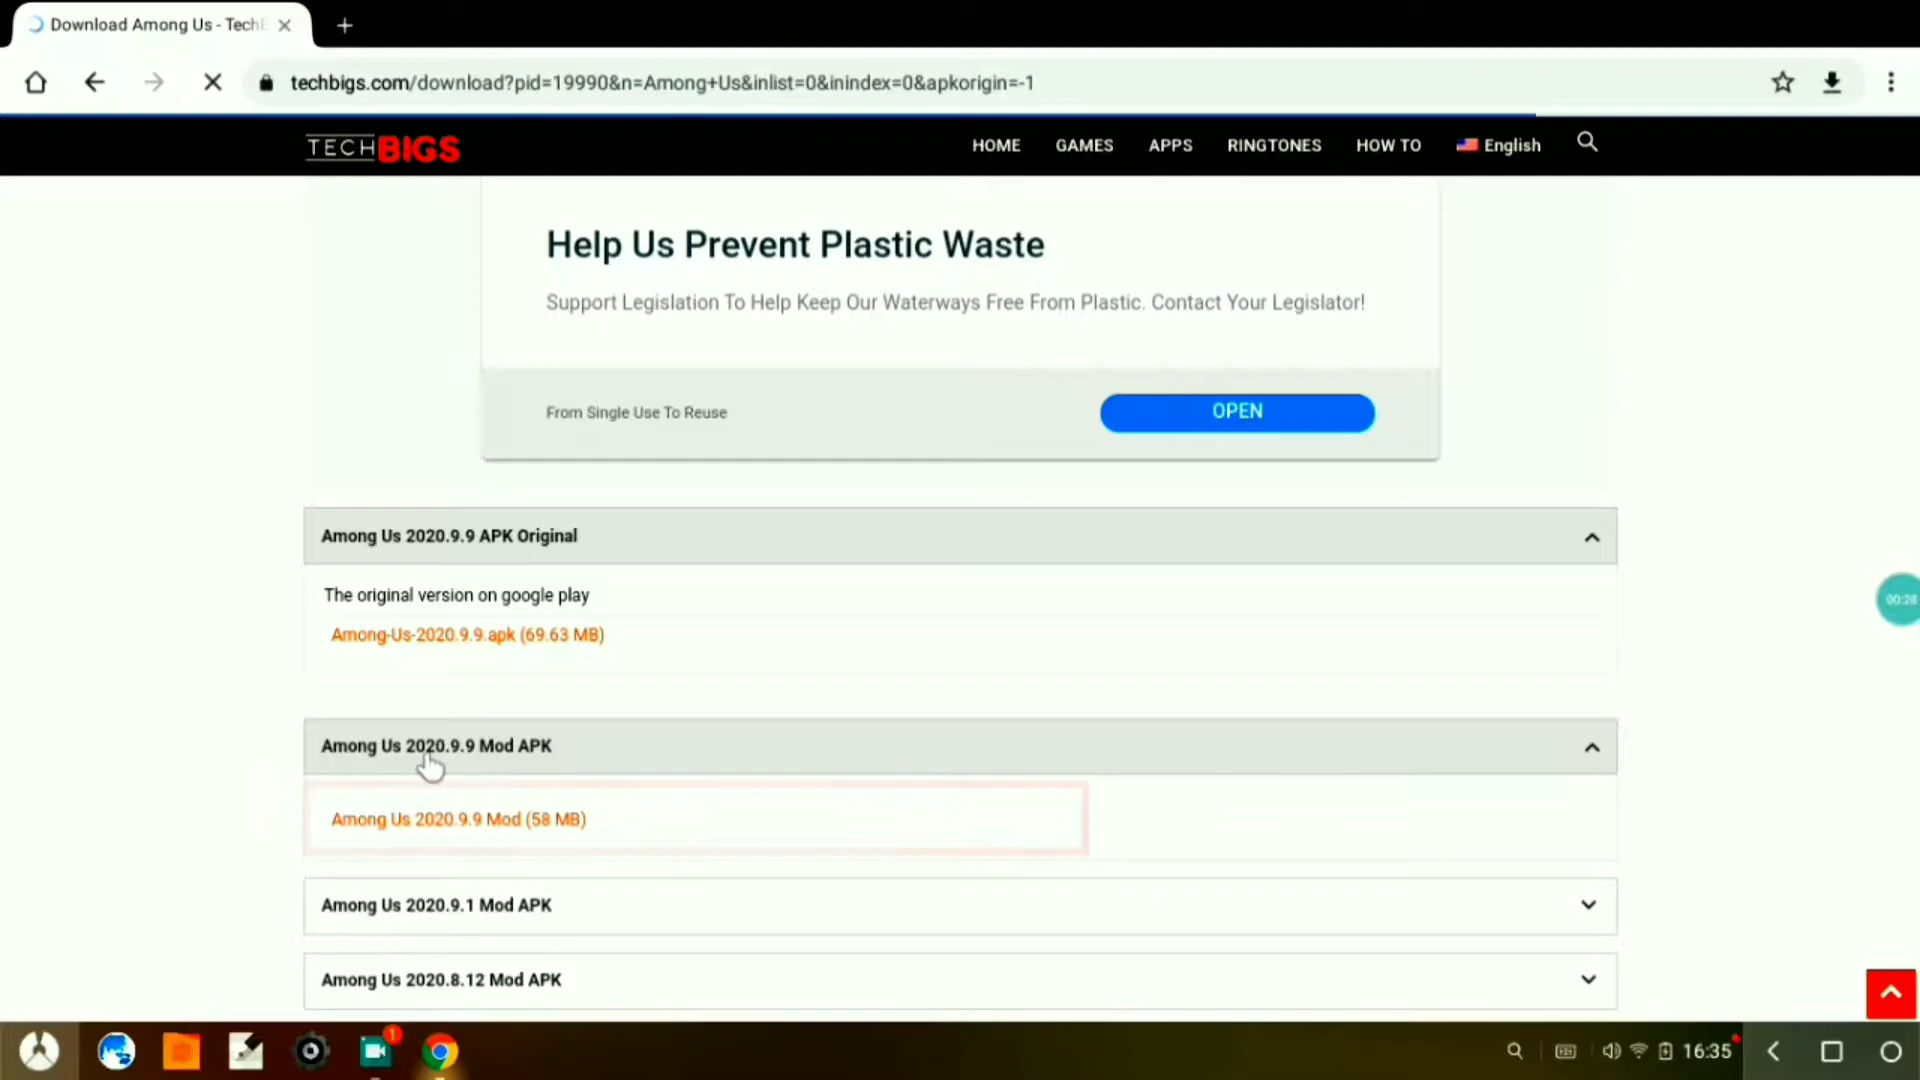 Download Among Us - Tech
techbigs.com/download?pid=19990&n=Among+Us&inlist=0&inindex=0&apkorigin=-1
TECHBIGS
HOME GAMES APPS RINGTONES HOW TO English
Help Us Prevent Plastic Waste
Support Legislation To Help Keep Our Waterways Free From Plastic. Contact Your Legislator!
From Single Use To Reuse
OPEN
Among Us 2020.9.9 APK Original
The original version on google play
Among-Us-2020.9.9.apk (69.63 MB)
00:28
Among Us 2020.9.9 Mod APK
Among Us 2020.9.9 Mod (58 MB)
Among Us 2020.9.1 Mod APK
Among Us 2020.8.12 Mod APK
1
16:35